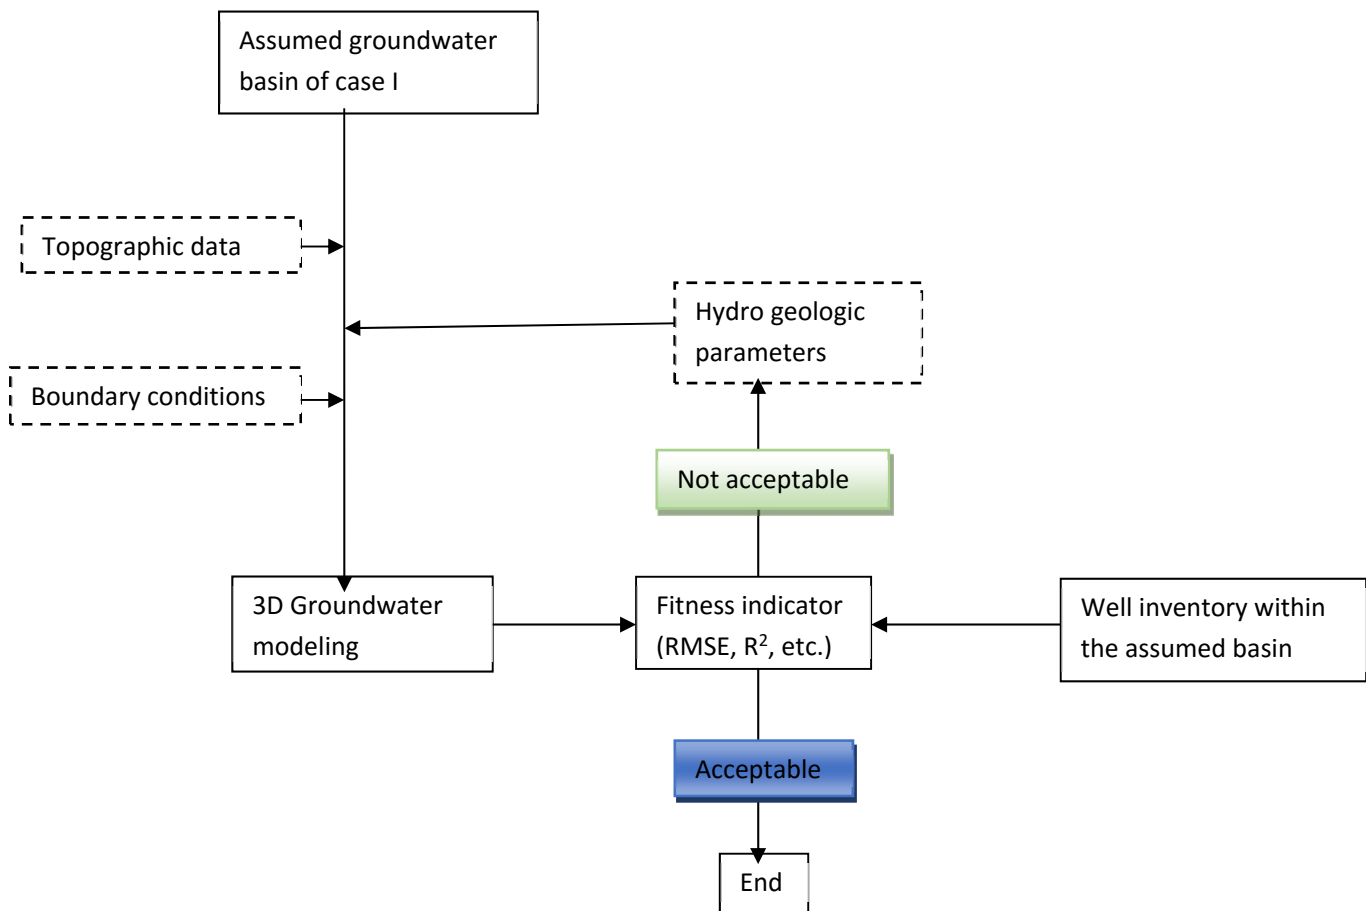 Assumed groundwater
basin of case I
Topographic data
Hydro geologic
parameters
Boundary conditions
Not acceptable
3D Groundwater
modeling
Fitness indicator
(RMSE, R², etc.)
Well inventory within
the assumed basin
Acceptable
End